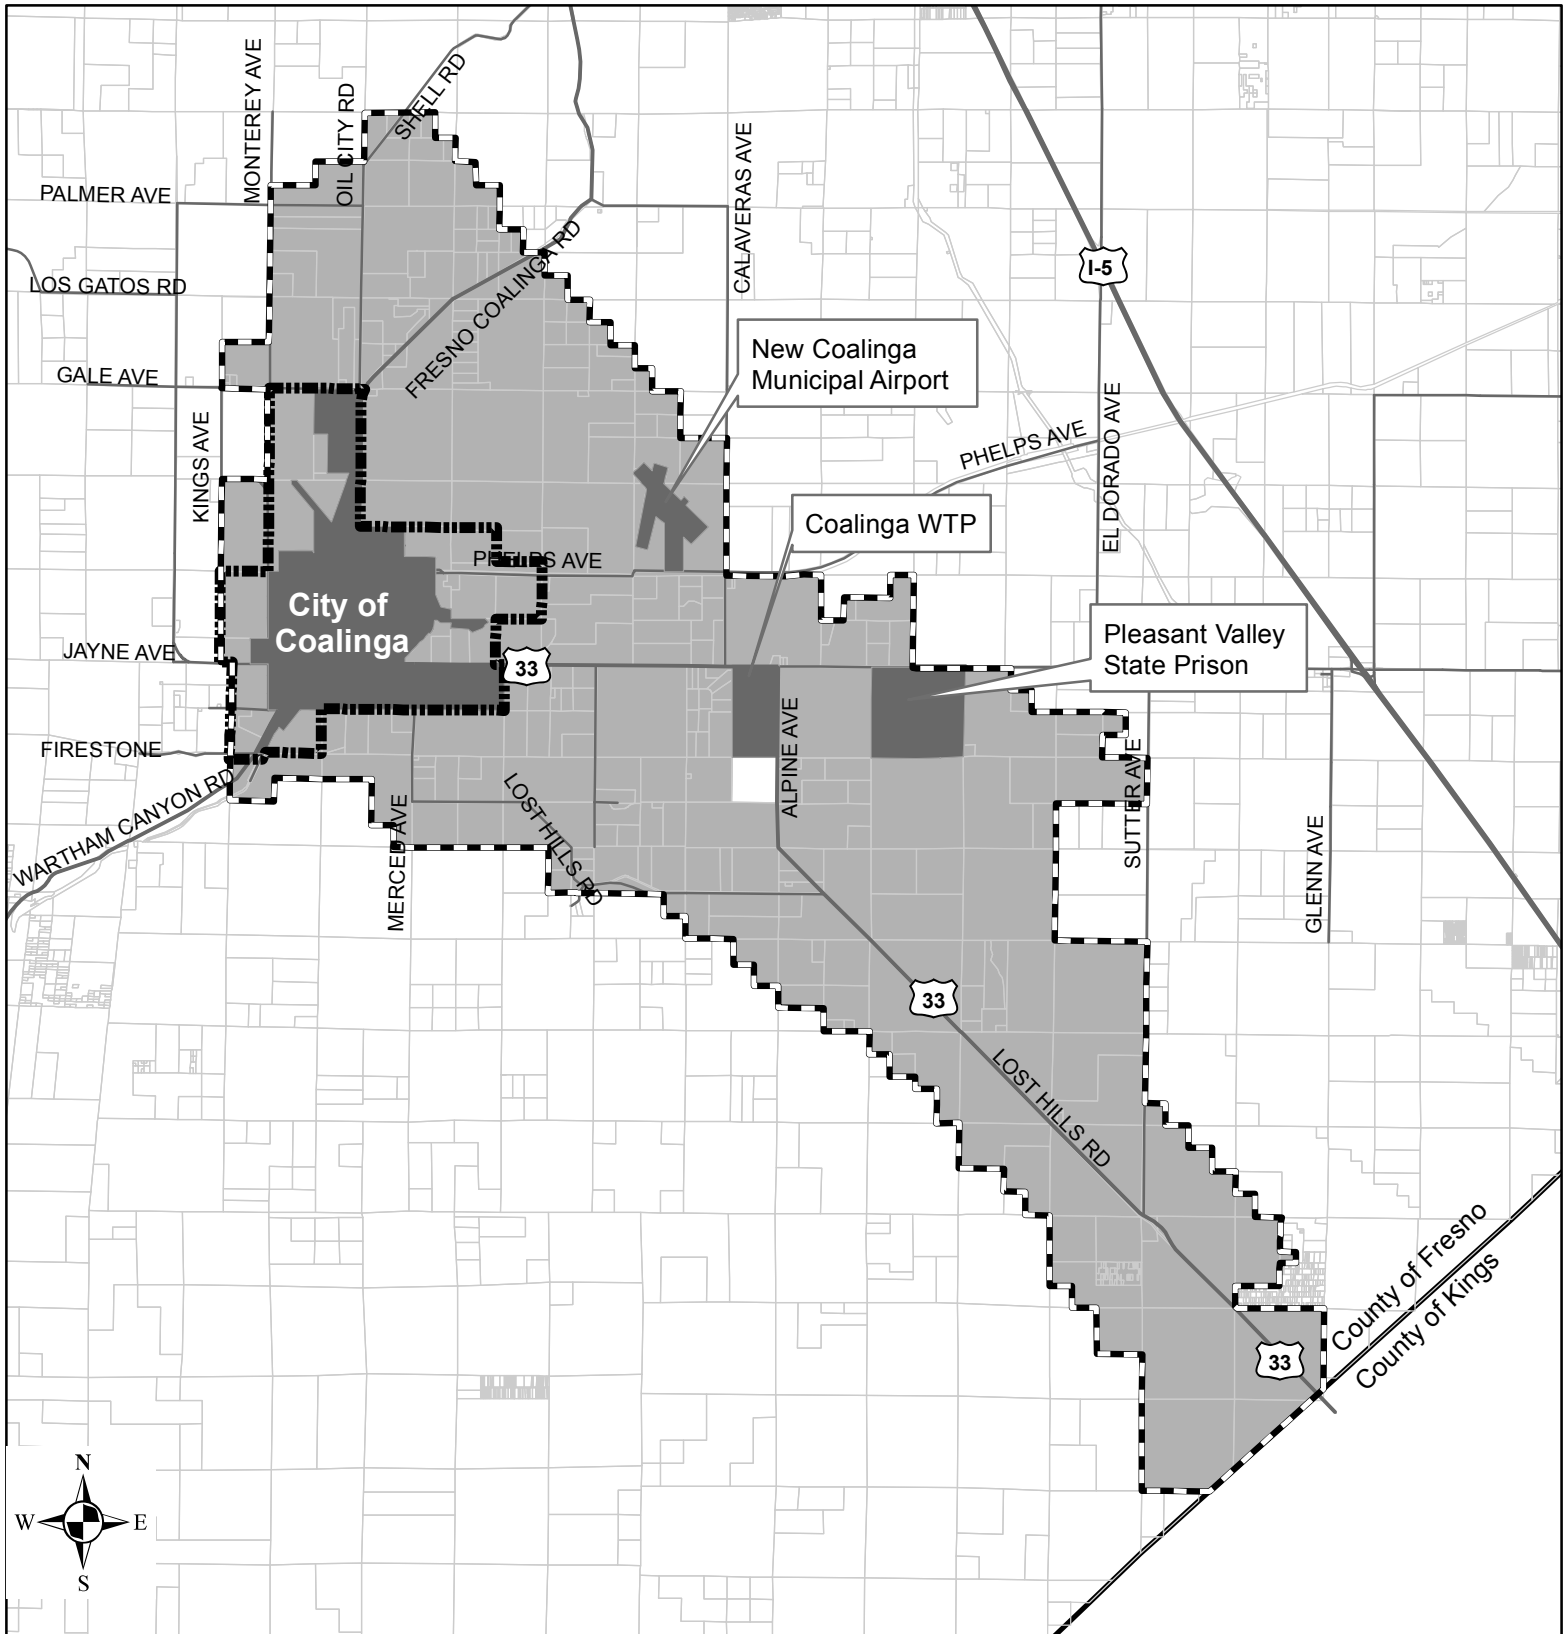 MONTEREY AVE
OIL CITY RD
SHELL RD
PALMER AVE
CALAVERAS AVE
LOS GATOS RD
FRESNO COALINGA RD
I-5
New Coalinga
Municipal Airport
GALE AVE
KINGS AVE
EL DORADO AVE
PHELPS AVE
Coalinga WTP
PHELPS AVE
City of
Coalinga
JAYNE AVE
33
Pleasant Valley
State Prison
FIRESTONE
WARTHAM CANYON RD
MERCED AVE
LOST HILLS RD
ALPINE AVE
SUTTER AVE
GLENN AVE
33
LOST HILLS RD
County of Fresno
County of Kings
33
N
W
E
S